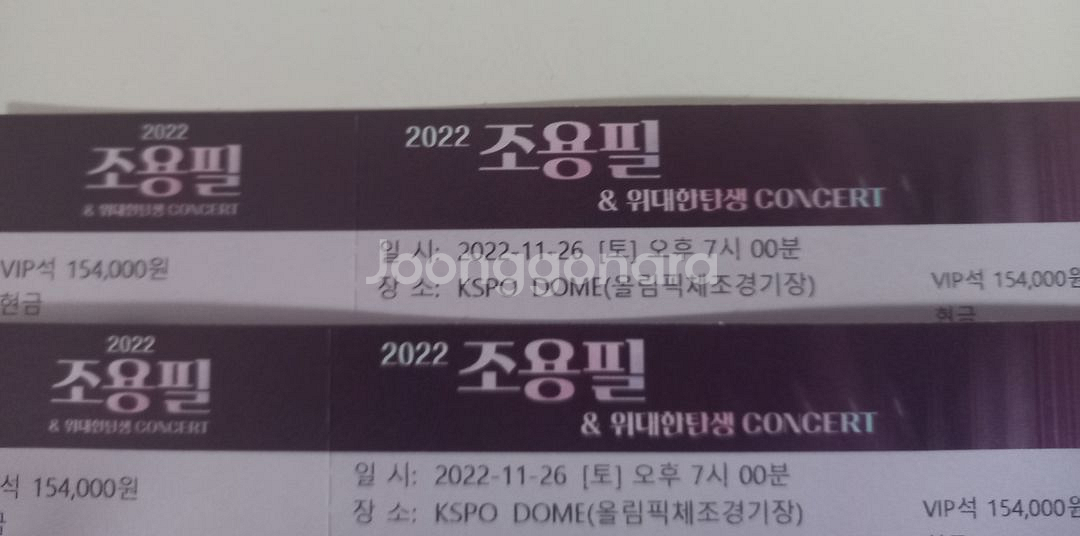 2022
조용필
& 위대한탄생 CONCERT
2022 조용필
& 위대한탄생 CONCERT
VIP석 154,000원
현금
일 시: 2022-11-26 [토] 오후 7시 00분
장 소: KSPO DOME(올림픽체조경기장)
VIP석 154,000원
현금
Joonggonara
2022
조용필
& 위대한탄생 CONCERT
2022 조용필
& 위대한탄생 CONCERT
석 154,000원
일 시: 2022-11-26 [토] 오후 7시 00분
장 소: KSPO DOME(올림픽체조경기장)
VIP석 154,000원